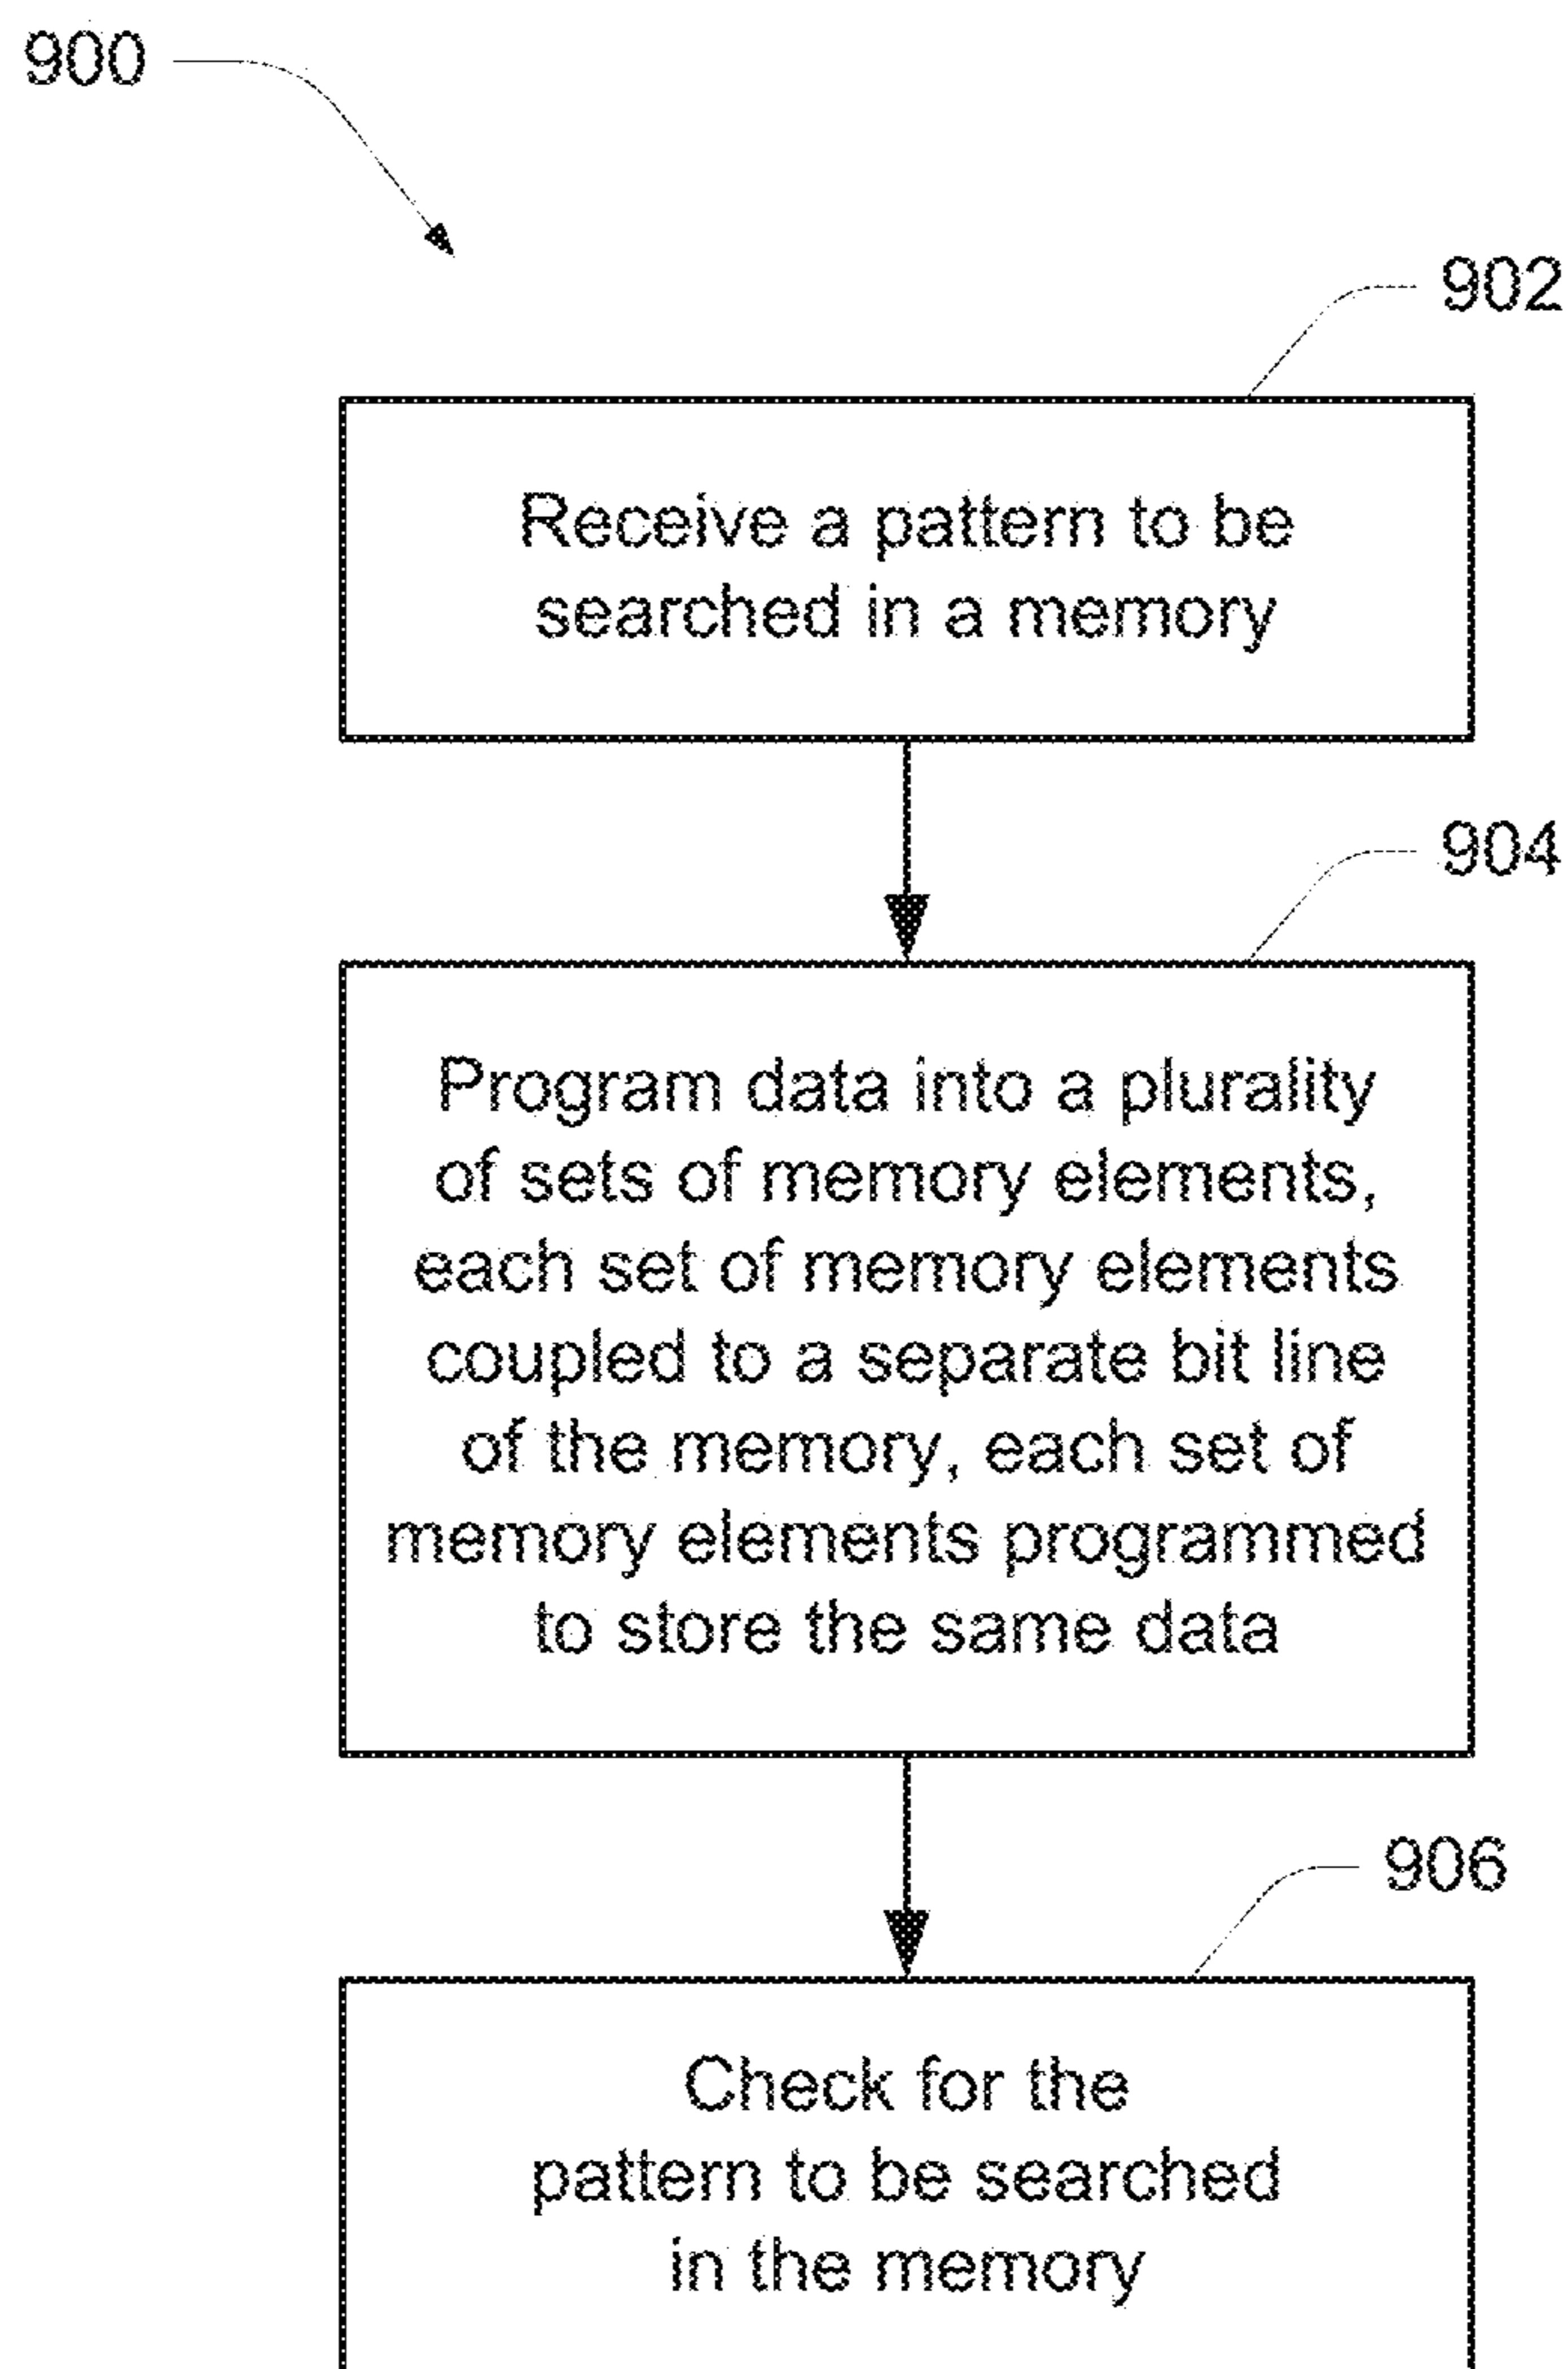 900
902
Receive a pattern to be
searched in a memory
904
Program data into a plurality
of sets of memory elements,
each set of memory elements
coupled to a separate bit line
of the memory, each set of
memory elements programmed
to store the same data
906
Check for the
pattern to be searched
in the memory